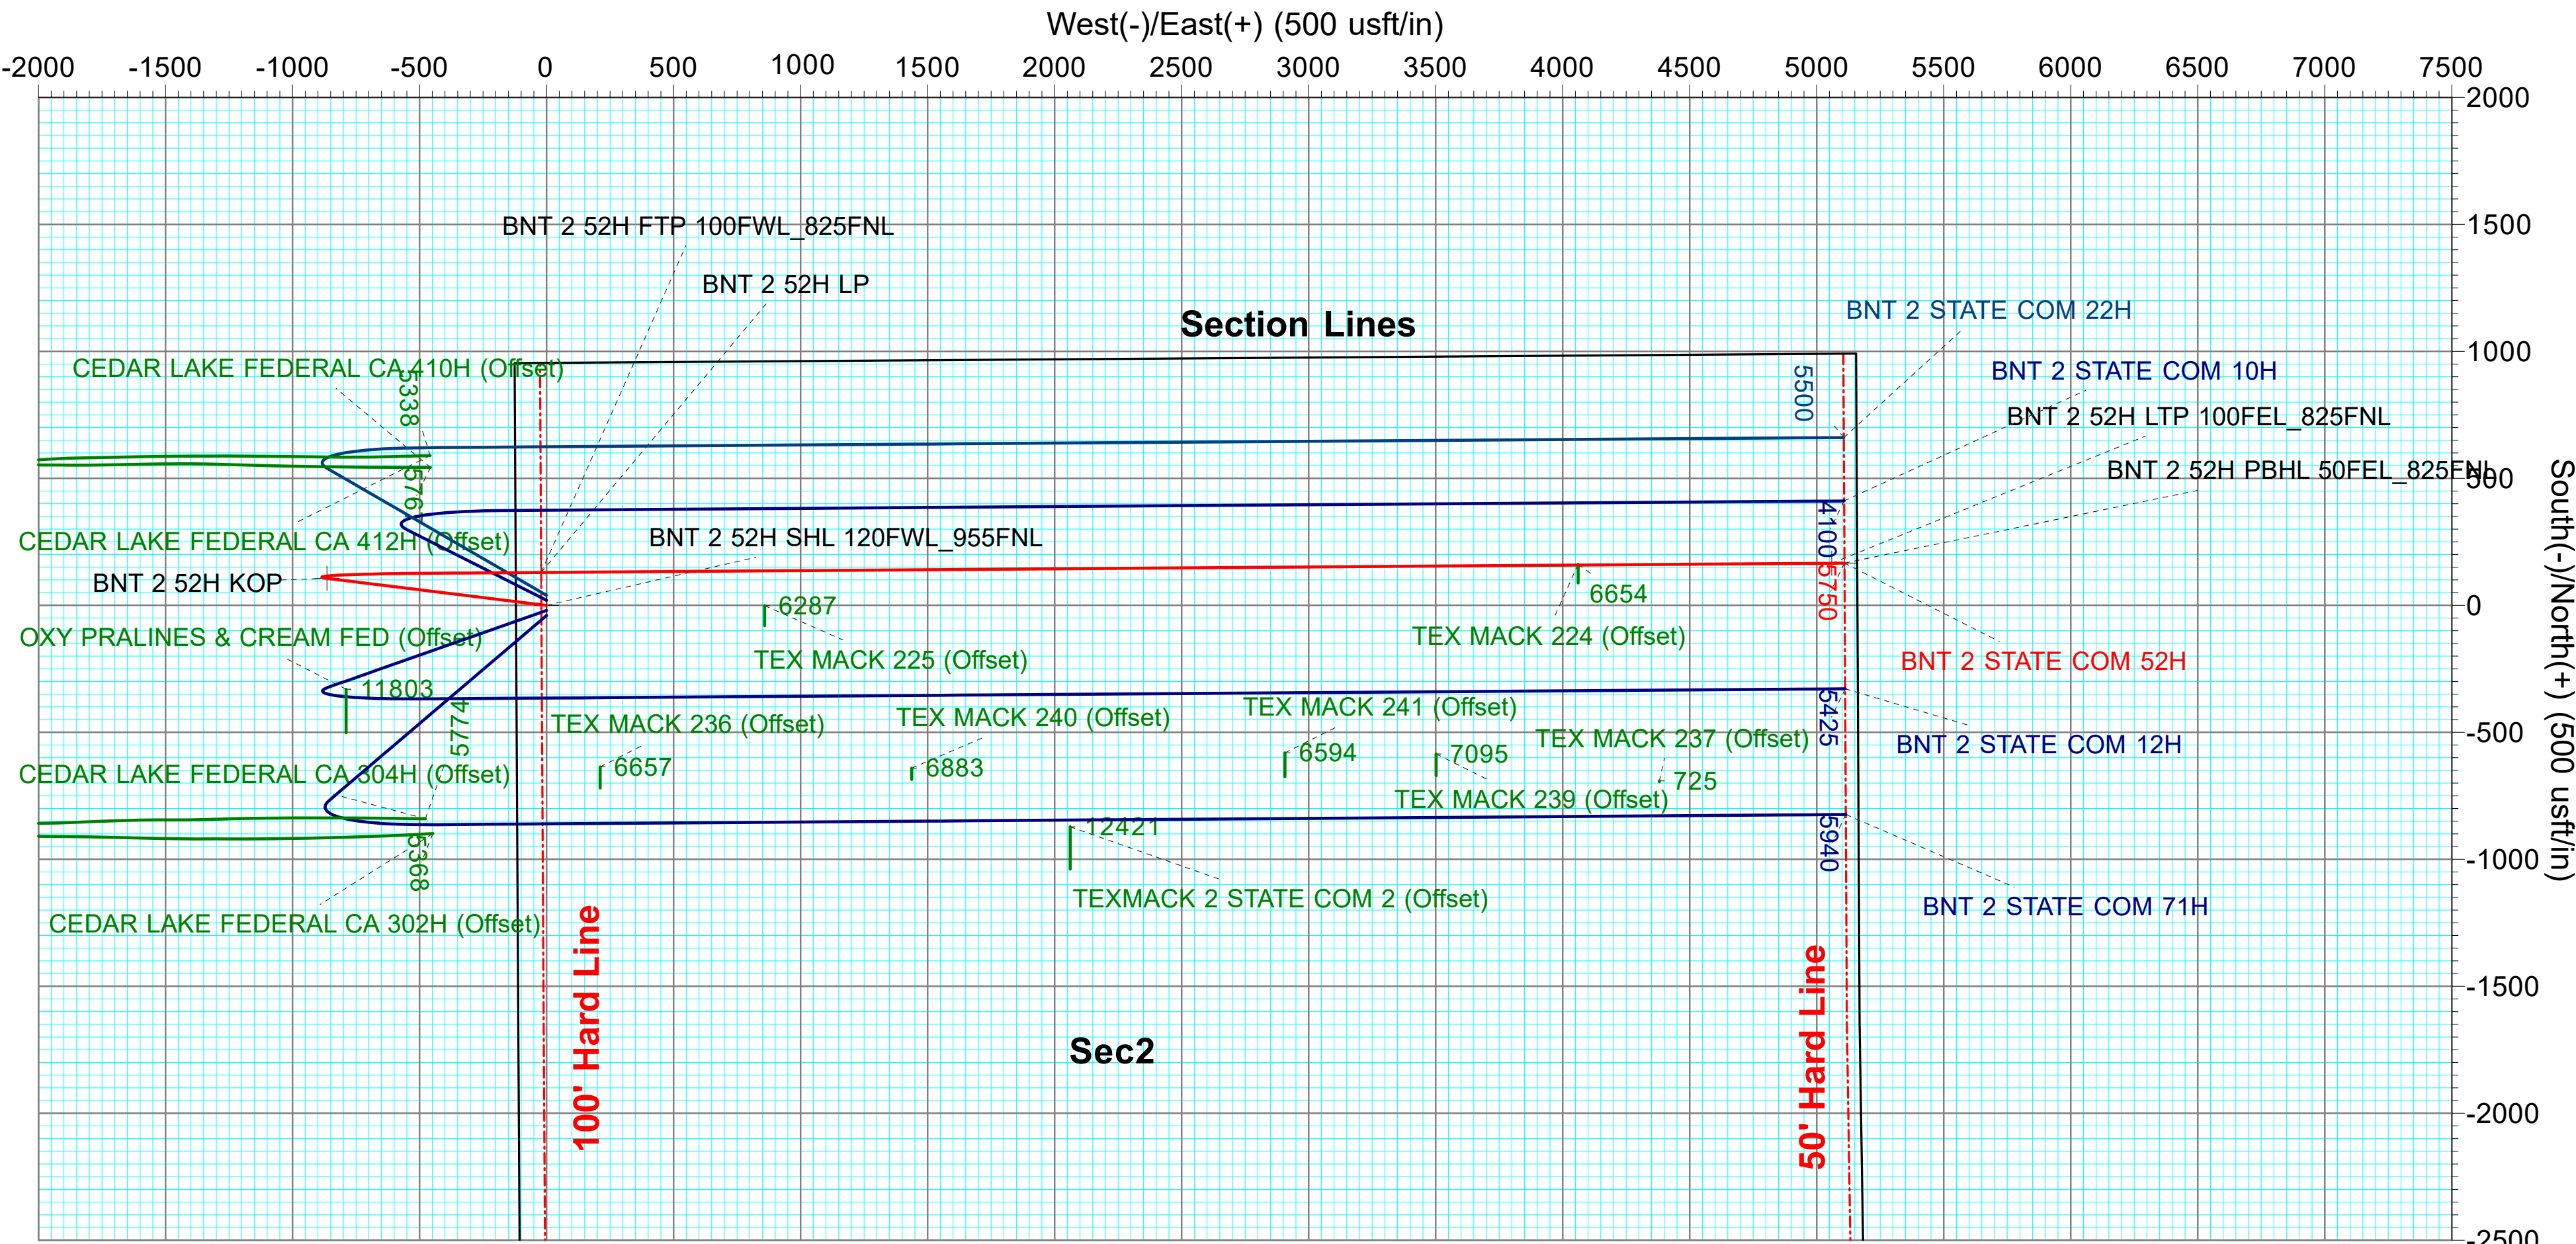 West(-)/East(+) (500 usft/in)
-2000 -1500 -1000 -500 0 500 1000 1500 2000 2500 3000 3500 4000 4500 5000 5500 6000 6500 7000 7500
2000
1500
1000
500
0
-500
-1000
-1500
-2000
-2500
South(-)/North(+) (500 usft/in)
BNT 2 52H FTP 100FWL_825FNL
BNT 2 52H LP
Section Lines
BNT 2 STATE COM 22H
CEDAR LAKE FEDERAL CA 410H (Offset)
5338
5500
BNT 2 STATE COM 10H
BNT 2 52H LTP 100FEL_825FNL
BNT 2 52H PBHL 50FEL_825FNL
CEDAR LAKE FEDERAL CA 412H (Offset)
BNT 2 52H SHL 120FWL_955FNL
4100
BNT 2 52H KOP
5750
6287
6654
OXY PRALINES & CREAM FED (Offset)
TEX MACK 224 (Offset)
TEX MACK 225 (Offset)
BNT 2 STATE COM 52H
11803
5774
TEX MACK 236 (Offset)
TEX MACK 240 (Offset)
TEX MACK 241 (Offset)
5425
TEX MACK 237 (Offset)
BNT 2 STATE COM 12H
6657
6883
6594
7095
725
CEDAR LAKE FEDERAL CA 304H (Offset)
TEX MACK 239 (Offset)
12421
5940
5368
TEXMACK 2 STATE COM 2 (Offset)
BNT 2 STATE COM 71H
CEDAR LAKE FEDERAL CA 302H (Offset)
100' Hard Line
50' Hard Line
Sec2